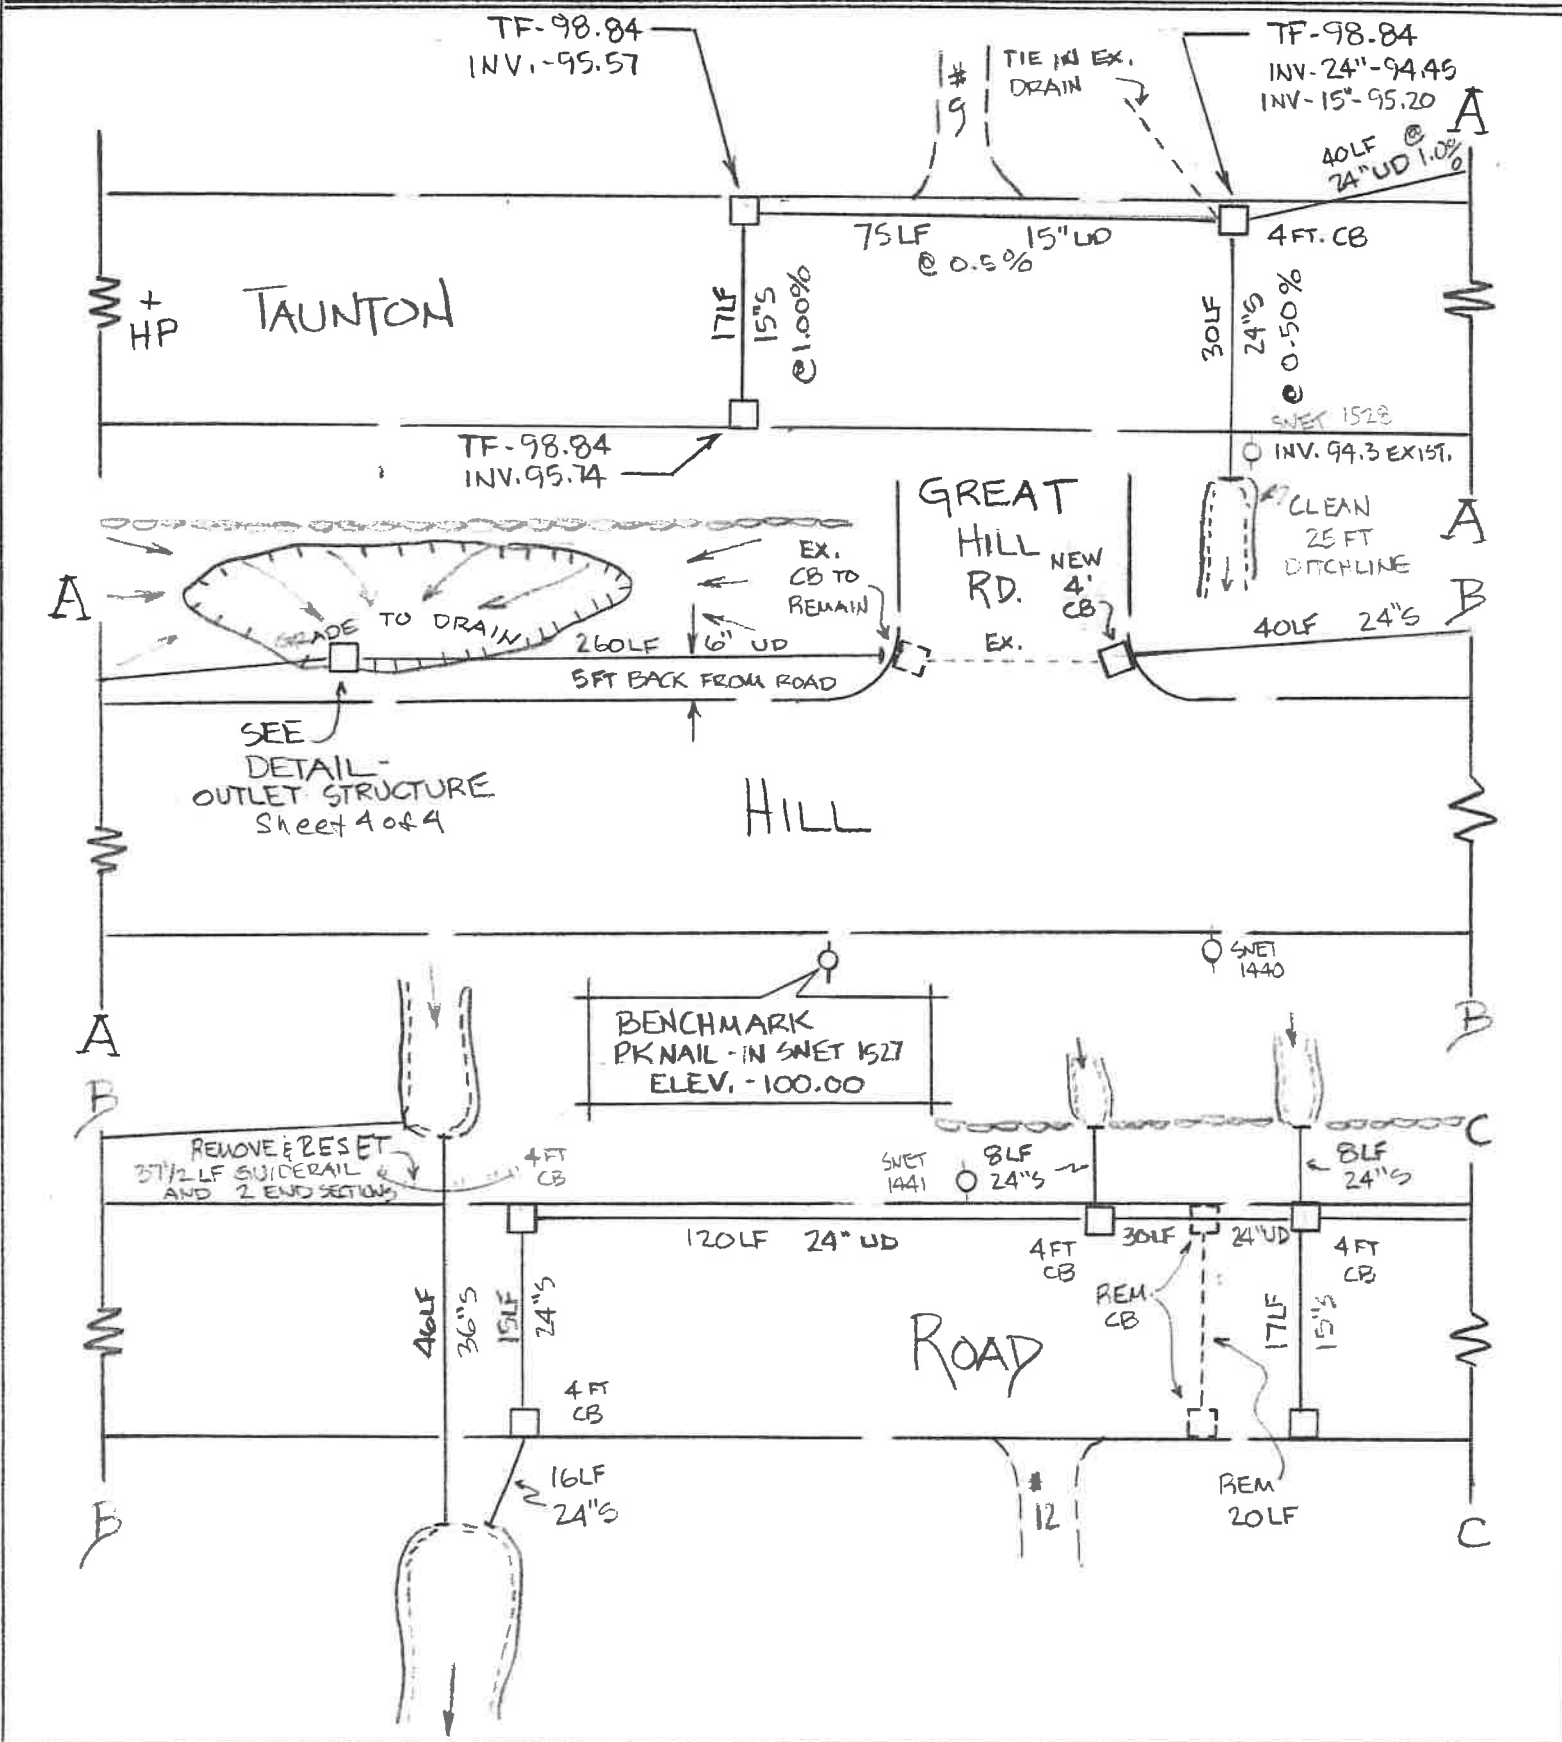 TF-98.84
INV.-95.57
#
9
TIE IN EX.
DRAIN
TF-98.84
INV-24"-94.45
INV-15"-95.20
A
40LF @
24"UD 1.0%
75LF 15"UD
@ 0.5%
4FT. CB
+
HP
TAUNTON
17LF
15"S
@1.00%
30LF
24"S
@ 0.50%
SNET 1528
INV. 94.3 EXIST.
TF-98.84
INV.95.74
GREAT
HILL
RD.
CLEAN
25 FT
DITCHLINE
A
A
EX.
CB TO
REMAIN
NEW
4'
CB
B
GRADE TO DRAIN
260LF 6" UD
EX.
40LF 24"S
5FT BACK FROM ROAD
SEE
DETAIL-
OUTLET STRUCTURE
Sheet 4 of 4
HILL
SNET
1440
A
BENCHMARK
PK NAIL-IN SNET 1527
ELEV.-100.00
B
B
REMOVE & RESET
37 1/2 LF GUIDERAIL
AND 2 END SECTIONS
4 FT
CB
SNET
1441
8LF
24"S
8LF
24"S
C
120LF 24" UD
4FT
CB
30LF
24"UD
4FT
CB
46LF
36"S
15LF
24"S
REM.
CB
ROAD
17LF
15"S
4 FT
CB
16LF
24"S
#
12
REM
20LF
B
C